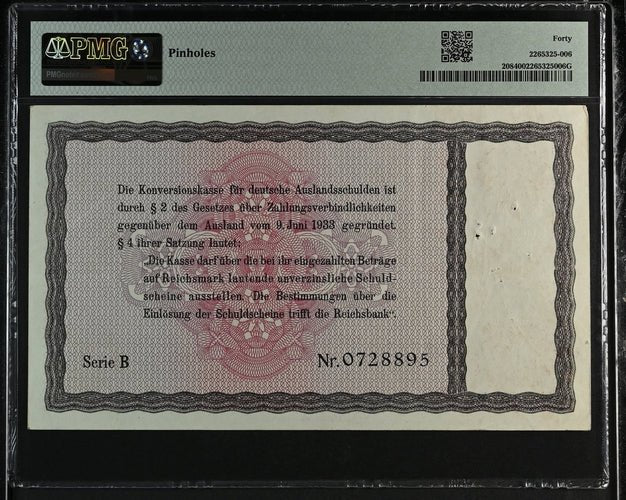 PMG
Pinholes
Forty
2265325-006
2084002265325006G
Die Konversionskasse für deutsche Auslandsschulden ist
durch § 2 des Gesetzes über Zahlungsverbindlichkeiten
gegenüber dem Ausland vom 9. Juni 1933 gegründet.
§ 4 ihrer Satzung lautet:
„Die Kasse darf über die bei ihr eingezahlten Beträge
auf Reichsmark lautende unverzinsliche Schuld-
scheine ausstellen. Die Bestimmungen über die
Einlösung der Schuldscheine trifft die Reichsbank“.
Serie B
Nr. 0728895